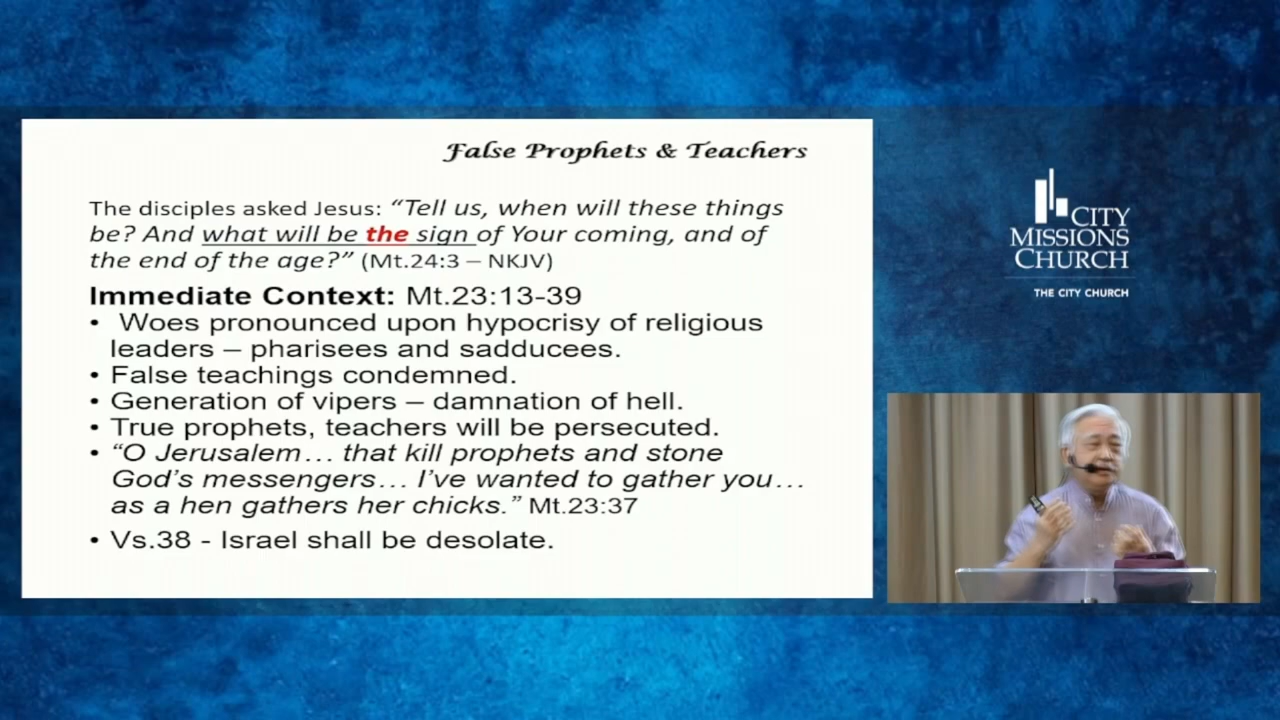 False Prophets & Teachers
The disciples asked Jesus: “Tell us, when will these things
be? And what will be the sign of Your coming, and of
the end of the age?” (Mt.24:3 – NKJV)
Immediate Context: Mt.23:13-39
• Woes pronounced upon hypocrisy of religious
leaders – pharisees and sadducees.
• False teachings condemned.
• Generation of vipers – damnation of hell.
• True prophets, teachers will be persecuted.
• “O Jerusalem… that kill prophets and stone
God’s messengers… I’ve wanted to gather you…
as a hen gathers her chicks.” Mt.23:37
• Vs.38 - Israel shall be desolate.
CITY
MISSIONS
CHURCH
THE CITY CHURCH